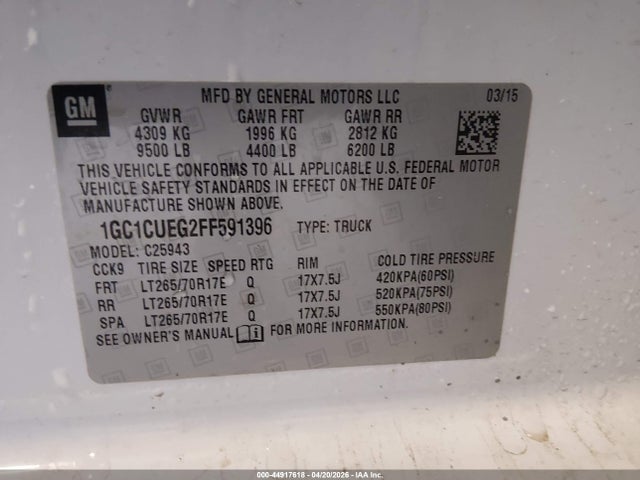 GM
MFD BY GENERAL MOTORS LLC 03/15
GVWR GAWR FRT GAWR RR
4309 KG 1996 KG 2812 KG
9500 LB 4400 LB 6200 LB
THIS VEHICLE CONFORMS TO ALL APPLICABLE U.S. FEDERAL MOTOR
VEHICLE SAFETY STANDARDS IN EFFECT ON THE DATE OF
MANUFACTURE SHOWN ABOVE.
1GC1CUEG2FF591396 TYPE: TRUCK
MODEL: C25943
CCK9 TIRE SIZE SPEED RTG RIM COLD TIRE PRESSURE
FRT LT265/70R17E Q 17X7.5J 420KPA(60PSI)
RR LT265/70R17E Q 17X7.5J 520KPA(75PSI)
SPA LT265/70R17E Q 17X7.5J 550KPA(80PSI)
SEE OWNER'S MANUAL FOR MORE INFORMATION.
000-44917618 - 04/20/2026 - IAA Inc.